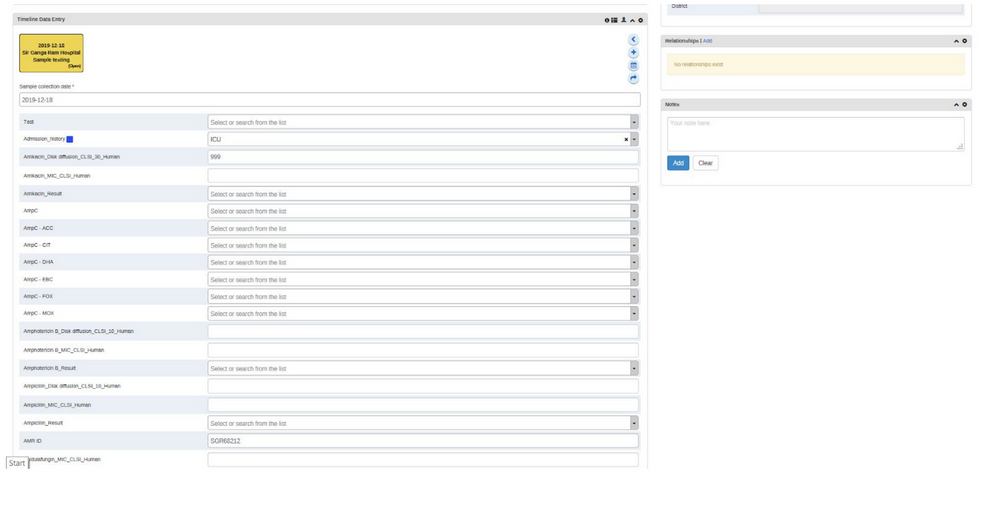 Timeline Data Entry
2019-12-18
Sir Ganga Ram Hospital
Sample testing
(Open)
Sample collection date *
2019-12-18
Test
Select or search from the list
Admission_history
ICU
Amikacin_Disk diffusion_CLSI_30_Human
999
Amikacin_MIC_CLSI_Human
Amikacin_Result
Select or search from the list
AmpC
Select or search from the list
AmpC - ACC
Select or search from the list
AmpC - CIT
Select or search from the list
AmpC - DHA
Select or search from the list
AmpC - EBC
Select or search from the list
AmpC - FOX
Select or search from the list
AmpC - MOX
Select or search from the list
Amphotericin B_Disk diffusion_CLSI_10_Human
Amphotericin B_MIC_CLSI_Human
Amphotericin B_Result
Select or search from the list
Ampicillin_Disk diffusion_CLSI_10_Human
Ampicillin_MIC_CLSI_Human
Ampicillin_Result
Select or search from the list
AMR ID
SGR68212
Start
District
Relationships | Add
No relationships exist
Notes
Your note here
Add
Clear